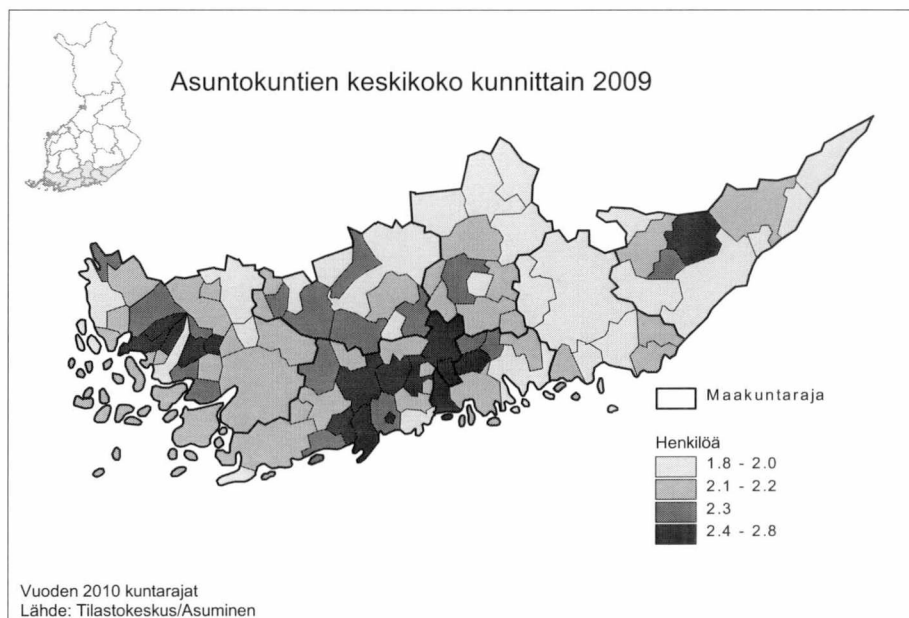 Asuntokuntien keskikoko kunnittain 2009
Maakuntaraja
Henkilöä
1.8 - 2.0
2.1 - 2.2
2.3
2.4 - 2.8
Vuoden 2010 kuntarajat
Lähde: Tilastokeskus/Asuminen